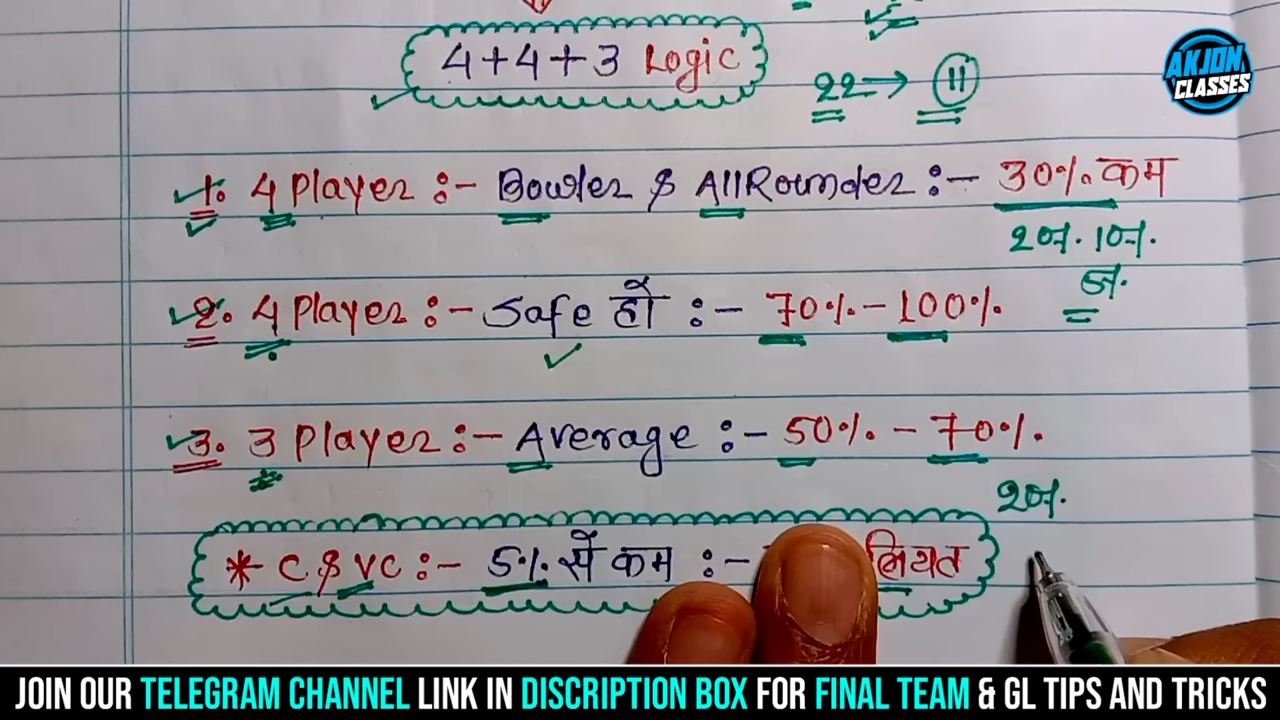 4+4+3 Logic
22→ 11
AKJON
CLASSES
1. 4 Player :- Bowler & AllRounder :- 30%. कम
20%. 10%.
5%.
2. 4 Player :- Safe हो :- 70%. - 100%.
3. 3 Player :- Average :- 50%. - 70%.
20%.
* C & VC :- 5%. से कम :-
JOIN OUR TELEGRAM CHANNEL LINK IN DISCRIPTION BOX FOR FINAL TEAM & GL TIPS AND TRICKS